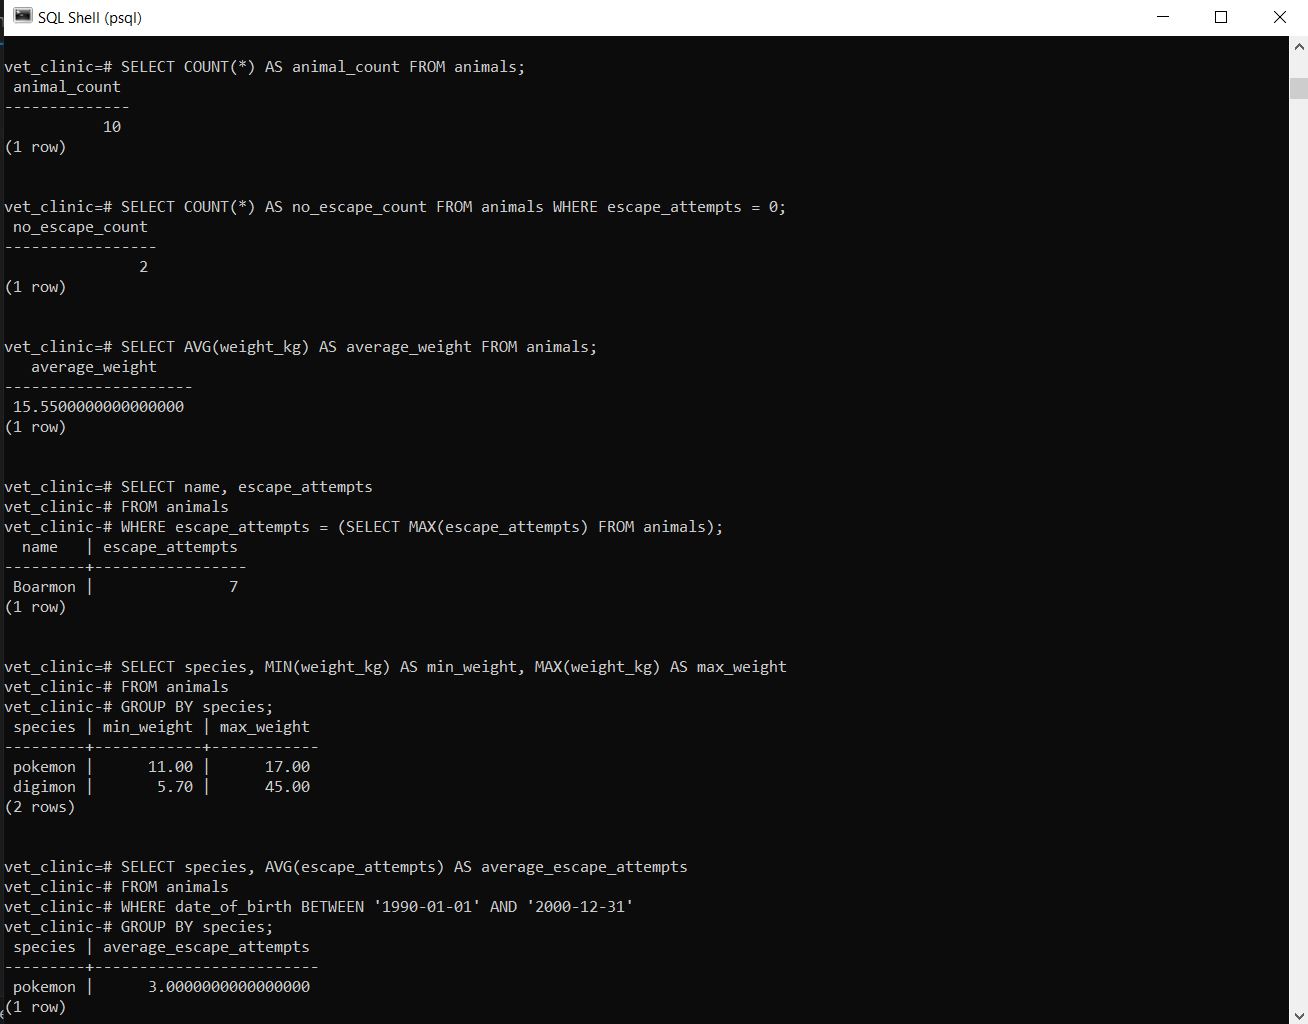 SQL Shell (psql)
vet_clinic=# SELECT COUNT(*) AS animal_count FROM animals;
 animal_count
--------------
           10
(1 row)
vet_clinic=# SELECT COUNT(*) AS no_escape_count FROM animals WHERE escape_attempts = 0;
 no_escape_count
-----------------
               2
(1 row)
vet_clinic=# SELECT AVG(weight_kg) AS average_weight FROM animals;
   average_weight
---------------------
 15.5500000000000000
(1 row)
vet_clinic=# SELECT name, escape_attempts
vet_clinic-# FROM animals
vet_clinic-# WHERE escape_attempts = (SELECT MAX(escape_attempts) FROM animals);
  name   | escape_attempts
---------+-----------------
 Boarmon |               7
(1 row)
vet_clinic=# SELECT species, MIN(weight_kg) AS min_weight, MAX(weight_kg) AS max_weight
vet_clinic-# FROM animals
vet_clinic-# GROUP BY species;
 species | min_weight | max_weight
---------+------------+------------
 pokemon |      11.00 |      17.00
 digimon |       5.70 |      45.00
(2 rows)
vet_clinic=# SELECT species, AVG(escape_attempts) AS average_escape_attempts
vet_clinic-# FROM animals
vet_clinic-# WHERE date_of_birth BETWEEN '1990-01-01' AND '2000-12-31'
vet_clinic-# GROUP BY species;
 species | average_escape_attempts
---------+-------------------------
 pokemon |      3.0000000000000000
(1 row)